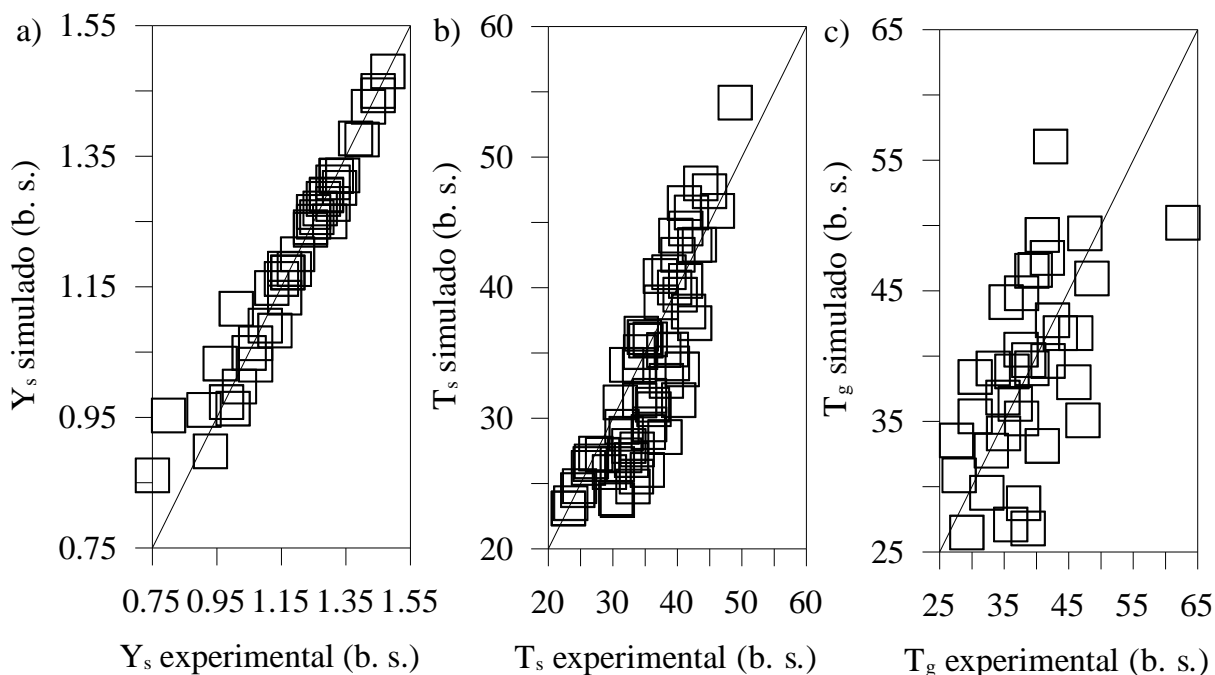 a)
1.55
1.35
1.15
0.95
0.75
0.75 0.95 1.15 1.35 1.55
Yₛ simulado (b. s.)
Yₛ experimental (b. s.)
b)
60
50
40
30
20
20 30 40 50 60
Tₛ simulado (b. s.)
Tₛ experimental (b. s.)
c)
65
55
45
35
25
25 35 45 55 65
T_g simulado (b. s.)
T_g experimental (b. s.)